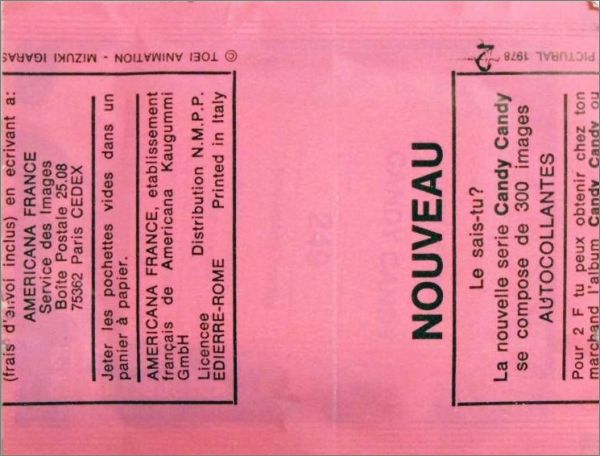 (frais d'envoi inclus) en ecrivant a:
AMERICANA FRANCE
Service des Images
Boîte Postale 25.08
75362 Paris CEDEX
Jeter les pochettes vides dans un
panier à papier.
AMERICANA FRANCE, etablissement
français de Americana Kaugummi
GmbH
Licencee Distribution N.M.P.P.
EDIERRE-ROME Printed in Italy
© TOEI ANIMATION - MIZUKI IGARAS
NOUVEAU
Le sais-tu?
La nouvelle serie Candy Candy
se compose de 300 images
AUTOCOLLANTES
Pour 2 F tu peux obtenir chez ton
marchand l'album Candy Candy ou
PICTURAL 1978